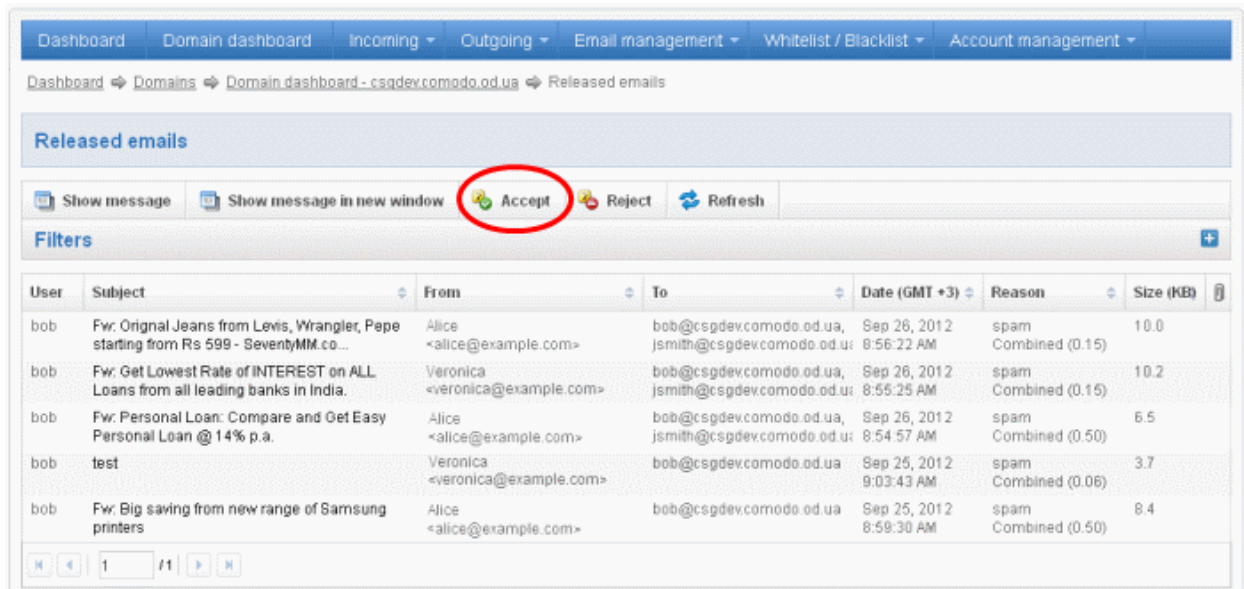 Dashboard Domain dashboard Incoming Outgoing Email management Whitelist / Blacklist Account management
Dashboard Domains Domain dashboard - csgdev.comodo.od.ua Released emails
Released emails
Show message Show message in new window Accept Reject Refresh
Filters
User Subject From To Date (GMT +3) Reason Size (KB)
bob Fw: Orignal Jeans from Levis, Wrangler, Pepe Alice bob@csgdev.comodo.od.ua, Sep 26, 2012 spam 10.0
starting from Rs 599 - SeventyMM.co... <alice@example.com> jsmith@csgdev.comodo.od.ua 8:56:22 AM Combined (0.15)
bob Fw: Get Lowest Rate of INTEREST on ALL Veronica bob@csgdev.comodo.od.ua, Sep 26, 2012 spam 10.2
Loans from all leading banks in India. <veronica@example.com> jsmith@csgdev.comodo.od.ua 8:55:25 AM Combined (0.15)
bob Fw: Personal Loan: Compare and Get Easy Alice bob@csgdev.comodo.od.ua, Sep 26, 2012 spam 6.5
Personal Loan @ 14% p.a. <alice@example.com> jsmith@csgdev.comodo.od.ua 8:54:57 AM Combined (0.50)
bob test Veronica bob@csgdev.comodo.od.ua Sep 25, 2012 spam 3.7
<veronica@example.com> 9:03:43 AM Combined (0.06)
bob Fw: Big saving from new range of Samsung Alice bob@csgdev.comodo.od.ua Sep 25, 2012 spam 8.4
printers <alice@example.com> 8:59:30 AM Combined (0.50)
1 /1